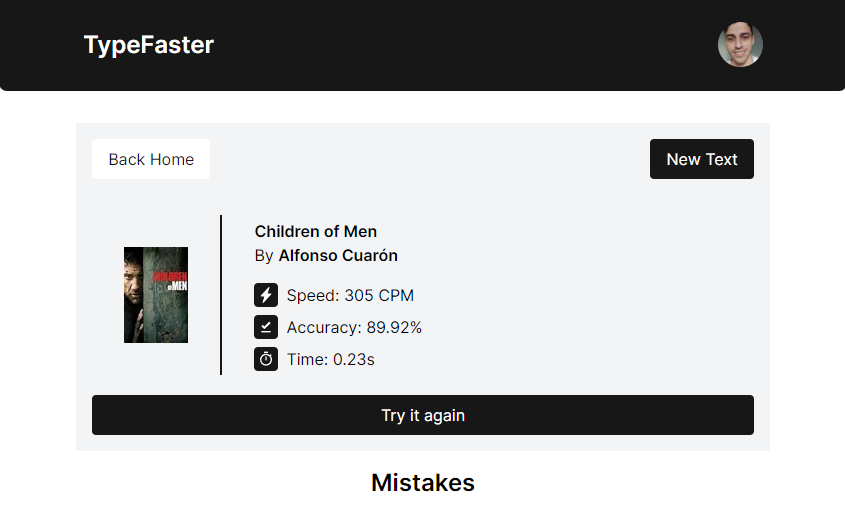 TypeFaster
Back Home
New Text
CHILDREN
OF MEN
Children of Men
By Alfonso Cuarón
Speed: 305 CPM
Accuracy: 89.92%
Time: 0.23s
Try it again
Mistakes